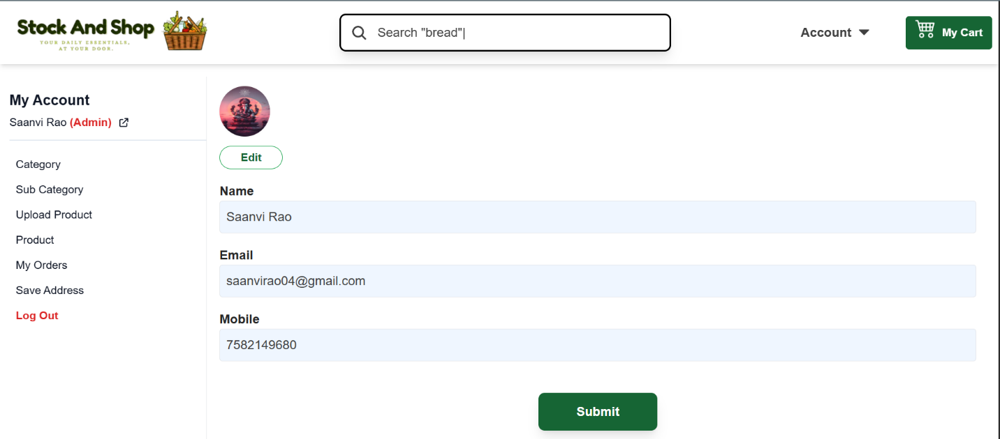 Stock And Shop
YOUR DAILY ESSENTIALS,
AT YOUR DOOR.
Search "bread"|
Account
My Cart
My Account
Saanvi Rao (Admin)
Category
Sub Category
Upload Product
Product
My Orders
Save Address
Log Out
Edit
Name
Saanvi Rao
Email
saanvirao04@gmail.com
Mobile
7582149680
Submit